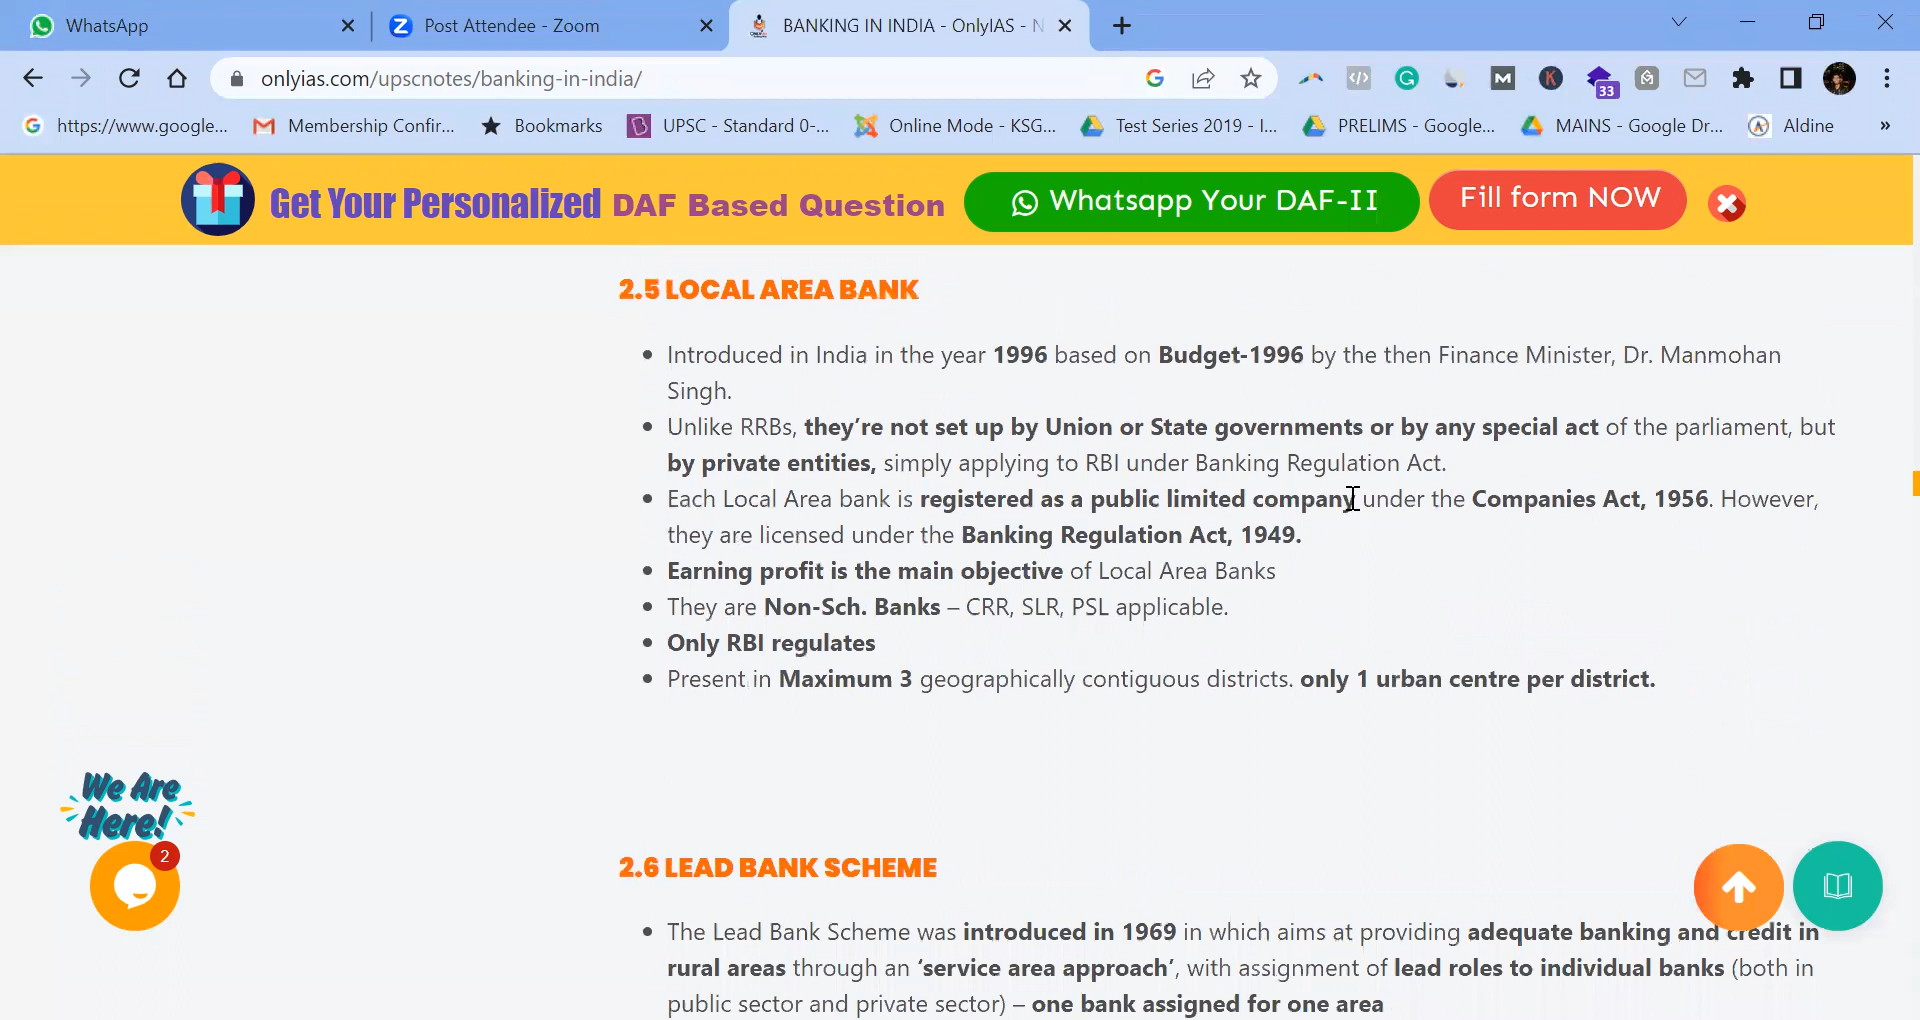 WhatsApp
Post Attendee - Zoom
BANKING IN INDIA - OnlyIAS - N
onlyias.com/upscnotes/banking-in-india/
33
https://www.google...
Membership Confir...
Bookmarks
UPSC - Standard 0-...
Online Mode - KSG...
Test Series 2019 - I...
PRELIMS - Google...
MAINS - Google Dr...
Aldine
»
Get Your Personalized DAF Based Question
Whatsapp Your DAF-II
Fill form NOW
2.5 LOCAL AREA BANK
Introduced in India in the year 1996 based on Budget-1996 by the then Finance Minister, Dr. Manmohan
Singh.
Unlike RRBs, they’re not set up by Union or State governments or by any special act of the parliament, but
by private entities, simply applying to RBI under Banking Regulation Act.
Each Local Area bank is registered as a public limited company under the Companies Act, 1956. However,
they are licensed under the Banking Regulation Act, 1949.
Earning profit is the main objective of Local Area Banks
They are Non-Sch. Banks – CRR, SLR, PSL applicable.
Only RBI regulates
Present in Maximum 3 geographically contiguous districts. only 1 urban centre per district.
We Are
Here!
2
2.6 LEAD BANK SCHEME
The Lead Bank Scheme was introduced in 1969 in which aims at providing adequate banking and credit in
rural areas through an ‘service area approach’, with assignment of lead roles to individual banks (both in
public sector and private sector) – one bank assigned for one area